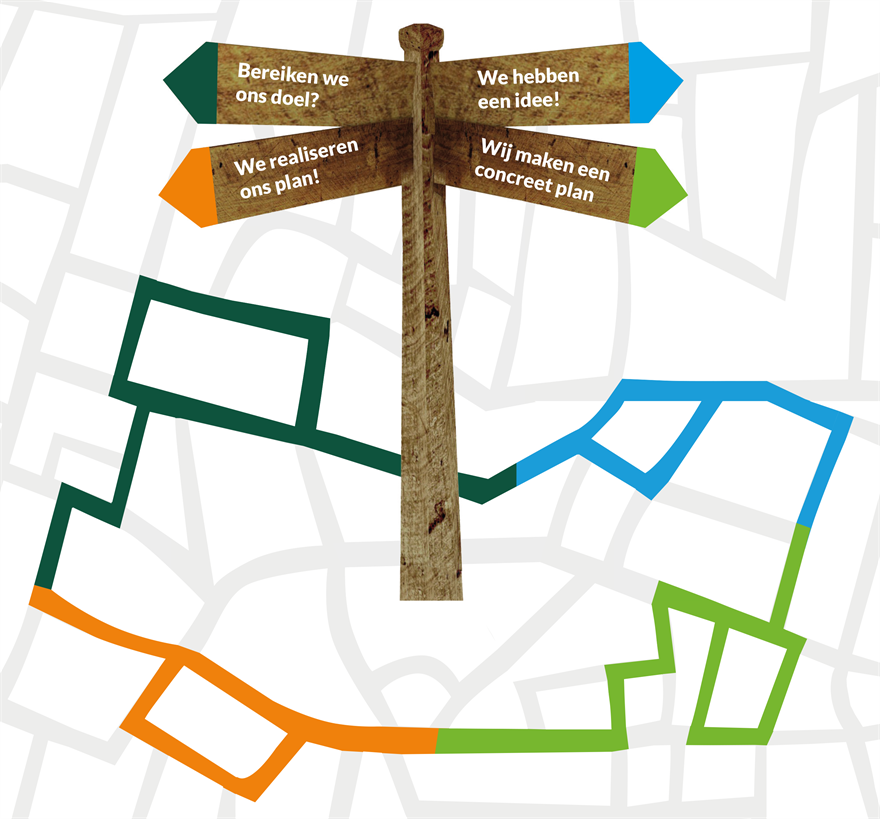 Bereiken we
ons doel?
We hebben
een idee!
We realiseren
ons plan!
Wij maken een
concreet plan